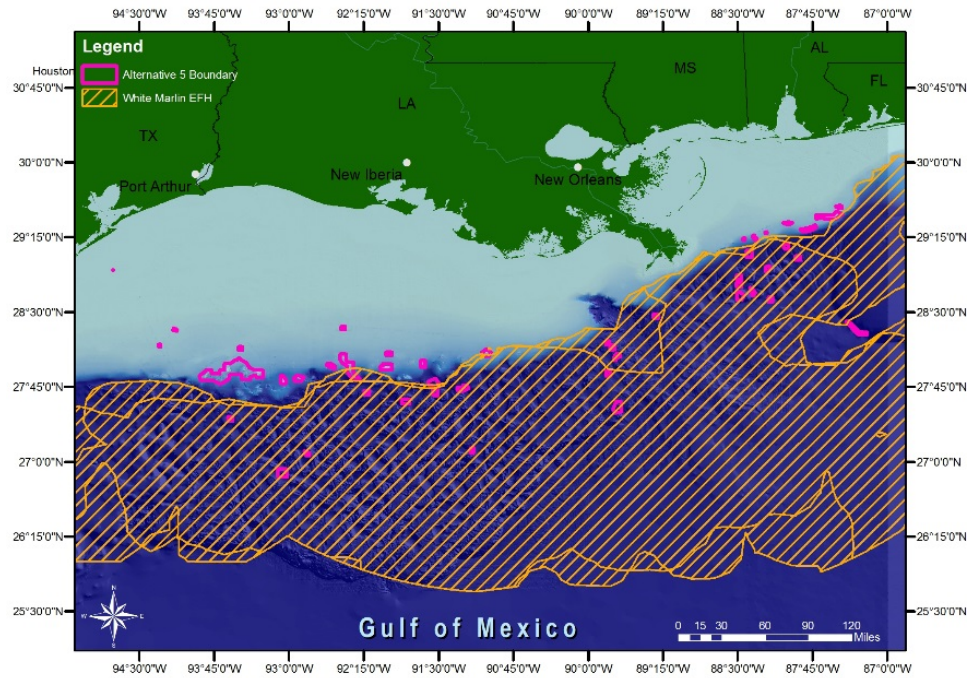 94°30'0"W 93°45'0"W 93°0'0"W 92°15'0"W 91°30'0"W 90°45'0"W 90°0'0"W 89°15'0"W 88°30'0"W 87°45'0"W 87°0'0"W
Legend
Alternative 5 Boundary
White Marlin EFH
Houston
AL
MS
FL
LA
TX
30°45'0"N 30°45'0"N
30°0'0"N 30°0'0"N
Port Arthur
New Iberia
New Orleans
29°15'0"N 29°15'0"N
28°30'0"N 28°30'0"N
27°45'0"N 27°45'0"N
27°0'0"N 27°0'0"N
26°15'0"N 26°15'0"N
25°30'0"N 25°30'0"N
N
W E
S
Gulf of Mexico
0 15 30 60 90 120
Miles
94°30'0"W 93°45'0"W 93°0'0"W 92°15'0"W 91°30'0"W 90°45'0"W 90°0'0"W 89°15'0"W 88°30'0"W 87°45'0"W 87°0'0"W